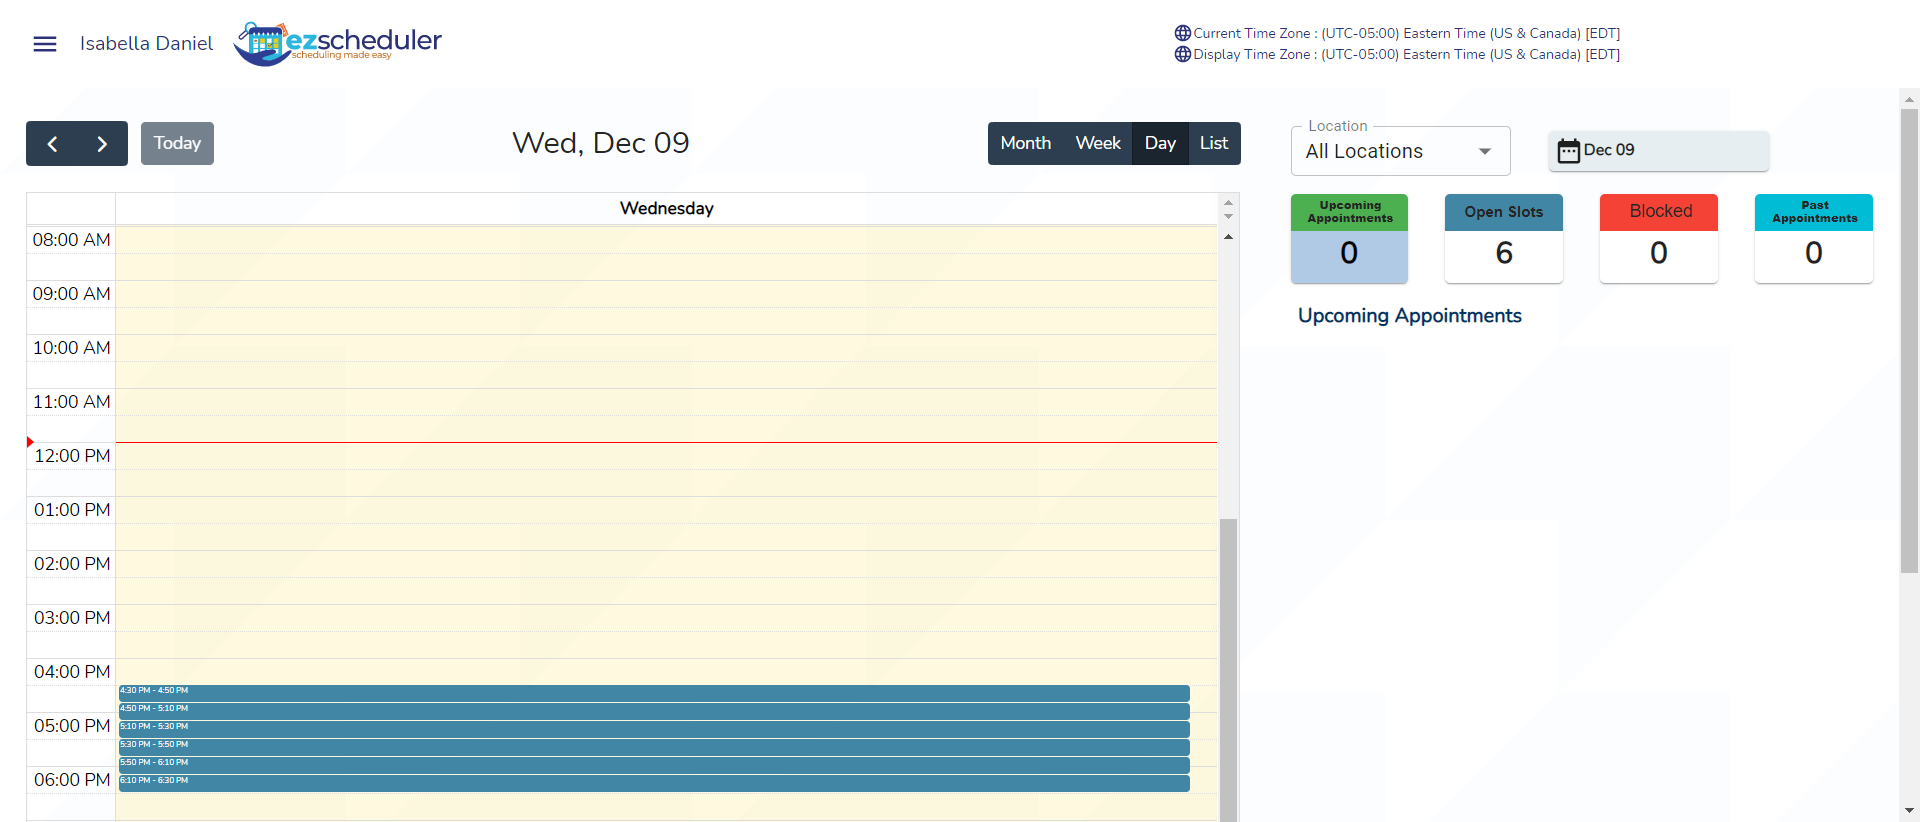 Isabella Daniel
ezscheduler
scheduling made easy
Current Time Zone : (UTC-05:00) Eastern Time (US & Canada) [EDT]
Display Time Zone : (UTC-05:00) Eastern Time (US & Canada) [EDT]
Today
Wed, Dec 09
Month Week Day List
Location
All Locations
Dec 09
Upcoming Appointments
0
Open Slots
6
Blocked
0
Past Appointments
0
Upcoming Appointments
Wednesday
08:00 AM
09:00 AM
10:00 AM
11:00 AM
12:00 PM
01:00 PM
02:00 PM
03:00 PM
04:00 PM
4:30 PM - 4:50 PM
4:50 PM - 5:10 PM
05:00 PM
5:10 PM - 5:30 PM
5:30 PM - 5:50 PM
5:50 PM - 6:10 PM
06:00 PM
6:10 PM - 6:30 PM